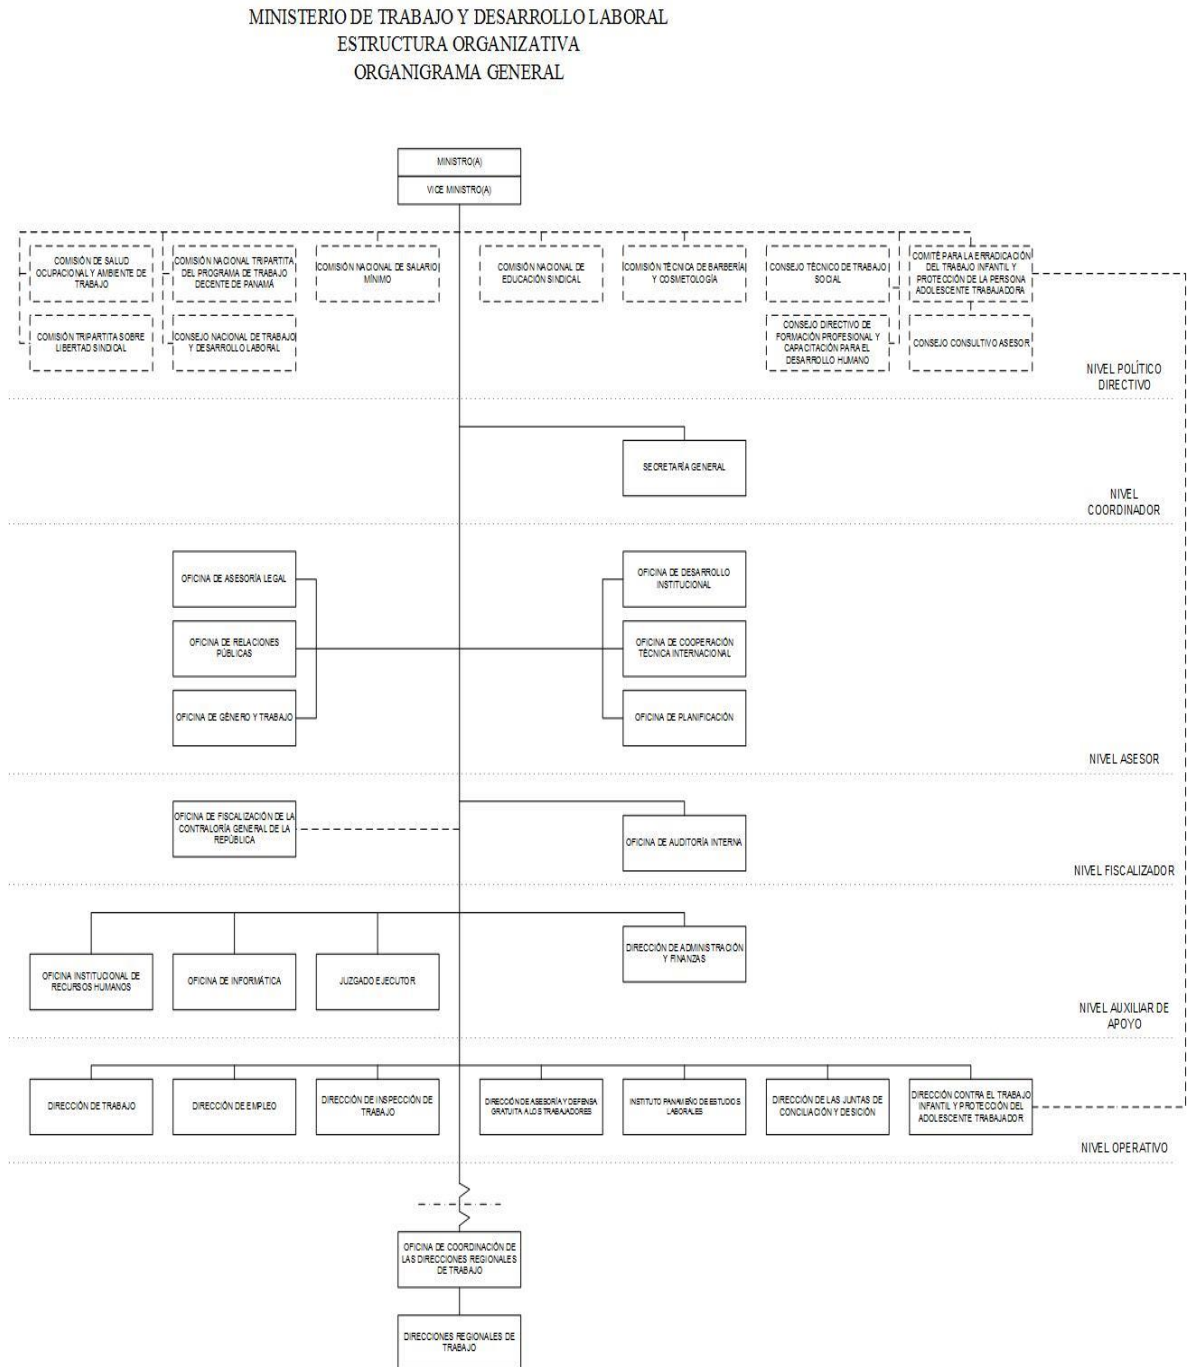 MINISTERIO DE TRABAJO Y DESARROLLO LABORAL
ESTRUCTURA ORGANIZATIVA
ORGANIGRAMA GENERAL
MINISTRO(A)
VICE MINISTRO(A)
COMISIÓN DE SALUD
OCUPACIONAL Y AMBIENTE DE
TRABAJO
COMISIÓN NACIONAL TRIPARTITA
DEL PROGRAMA DE TRABAJO
DECENTE DE PANAMÁ
COMISIÓN NACIONAL DE SALARIO
MÍNIMO
COMISIÓN NACIONAL DE
EDUCACIÓN SINDICAL
COMISIÓN TÉCNICA DE BARBERÍA
Y COSMETOLOGÍA
CONSEJO TÉCNICO DE TRABAJO
SOCIAL
COMITÉ PARA LA ERRADICACIÓN
DEL TRABAJO INFANTIL Y
PROTECCIÓN DE LA PERSONA
ADOLESCENTE TRABAJADORA
COMISIÓN TRIPARTITA SOBRE
LIBERTAD SINDICAL
CONSEJO NACIONAL DE TRABAJO
Y DESARROLLO LABORAL
CONSEJO DIRECTIVO DE
FORMACIÓN PROFESIONAL Y
CAPACITACIÓN PARA EL
DESARROLLO HUMANO
CONSEJO CONSULTIVO ASESOR
NIVEL POLÍTICO
DIRECTIVO
SECRETARÍA GENERAL
NIVEL
COORDINADOR
OFICINA DE ASESORÍA LEGAL
OFICINA DE DESARROLLO
INSTITUCIONAL
OFICINA DE RELACIONES
PÚBLICAS
OFICINA DE COOPERACIÓN
TÉCNICA INTERNACIONAL
OFICINA DE GÉNERO Y TRABAJO
OFICINA DE PLANIFICACIÓN
NIVEL ASESOR
OFICINA DE FISCALIZACIÓN DE LA
CONTRALORÍA GENERAL DE LA
REPÚBLICA
OFICINA DE AUDITORÍA INTERNA
NIVEL FISCALIZADOR
OFICINA INSTITUCIONAL DE
RECURSOS HUMANOS
OFICINA DE INFORMÁTICA
JUZGADO EJECUTOR
DIRECCIÓN DE ADMINISTRACIÓN
Y FINANZAS
NIVEL AUXILIAR DE
APOYO
DIRECCIÓN DE TRABAJO
DIRECCIÓN DE EMPLEO
DIRECCIÓN DE INSPECCIÓN DE
TRABAJO
DIRECCIÓN DE ASESORÍA Y DEFENSA
GRATUITA A LOS TRABAJADORES
INSTITUTO PANAMEÑO DE ESTUDIOS
LABORALES
DIRECCIÓN DE LAS JUNTAS DE
CONCILIACIÓN Y DESICIÓN
DIRECCIÓN CONTRA EL TRABAJO
INFANTIL Y PROTECCIÓN DEL
ADOLESCENTE TRABAJADOR
NIVEL OPERATIVO
OFICINA DE COORDINACIÓN DE
LAS DIRECCIONES REGIONALES
DE TRABAJO
DIRECCIONES REGIONALES DE
TRABAJO